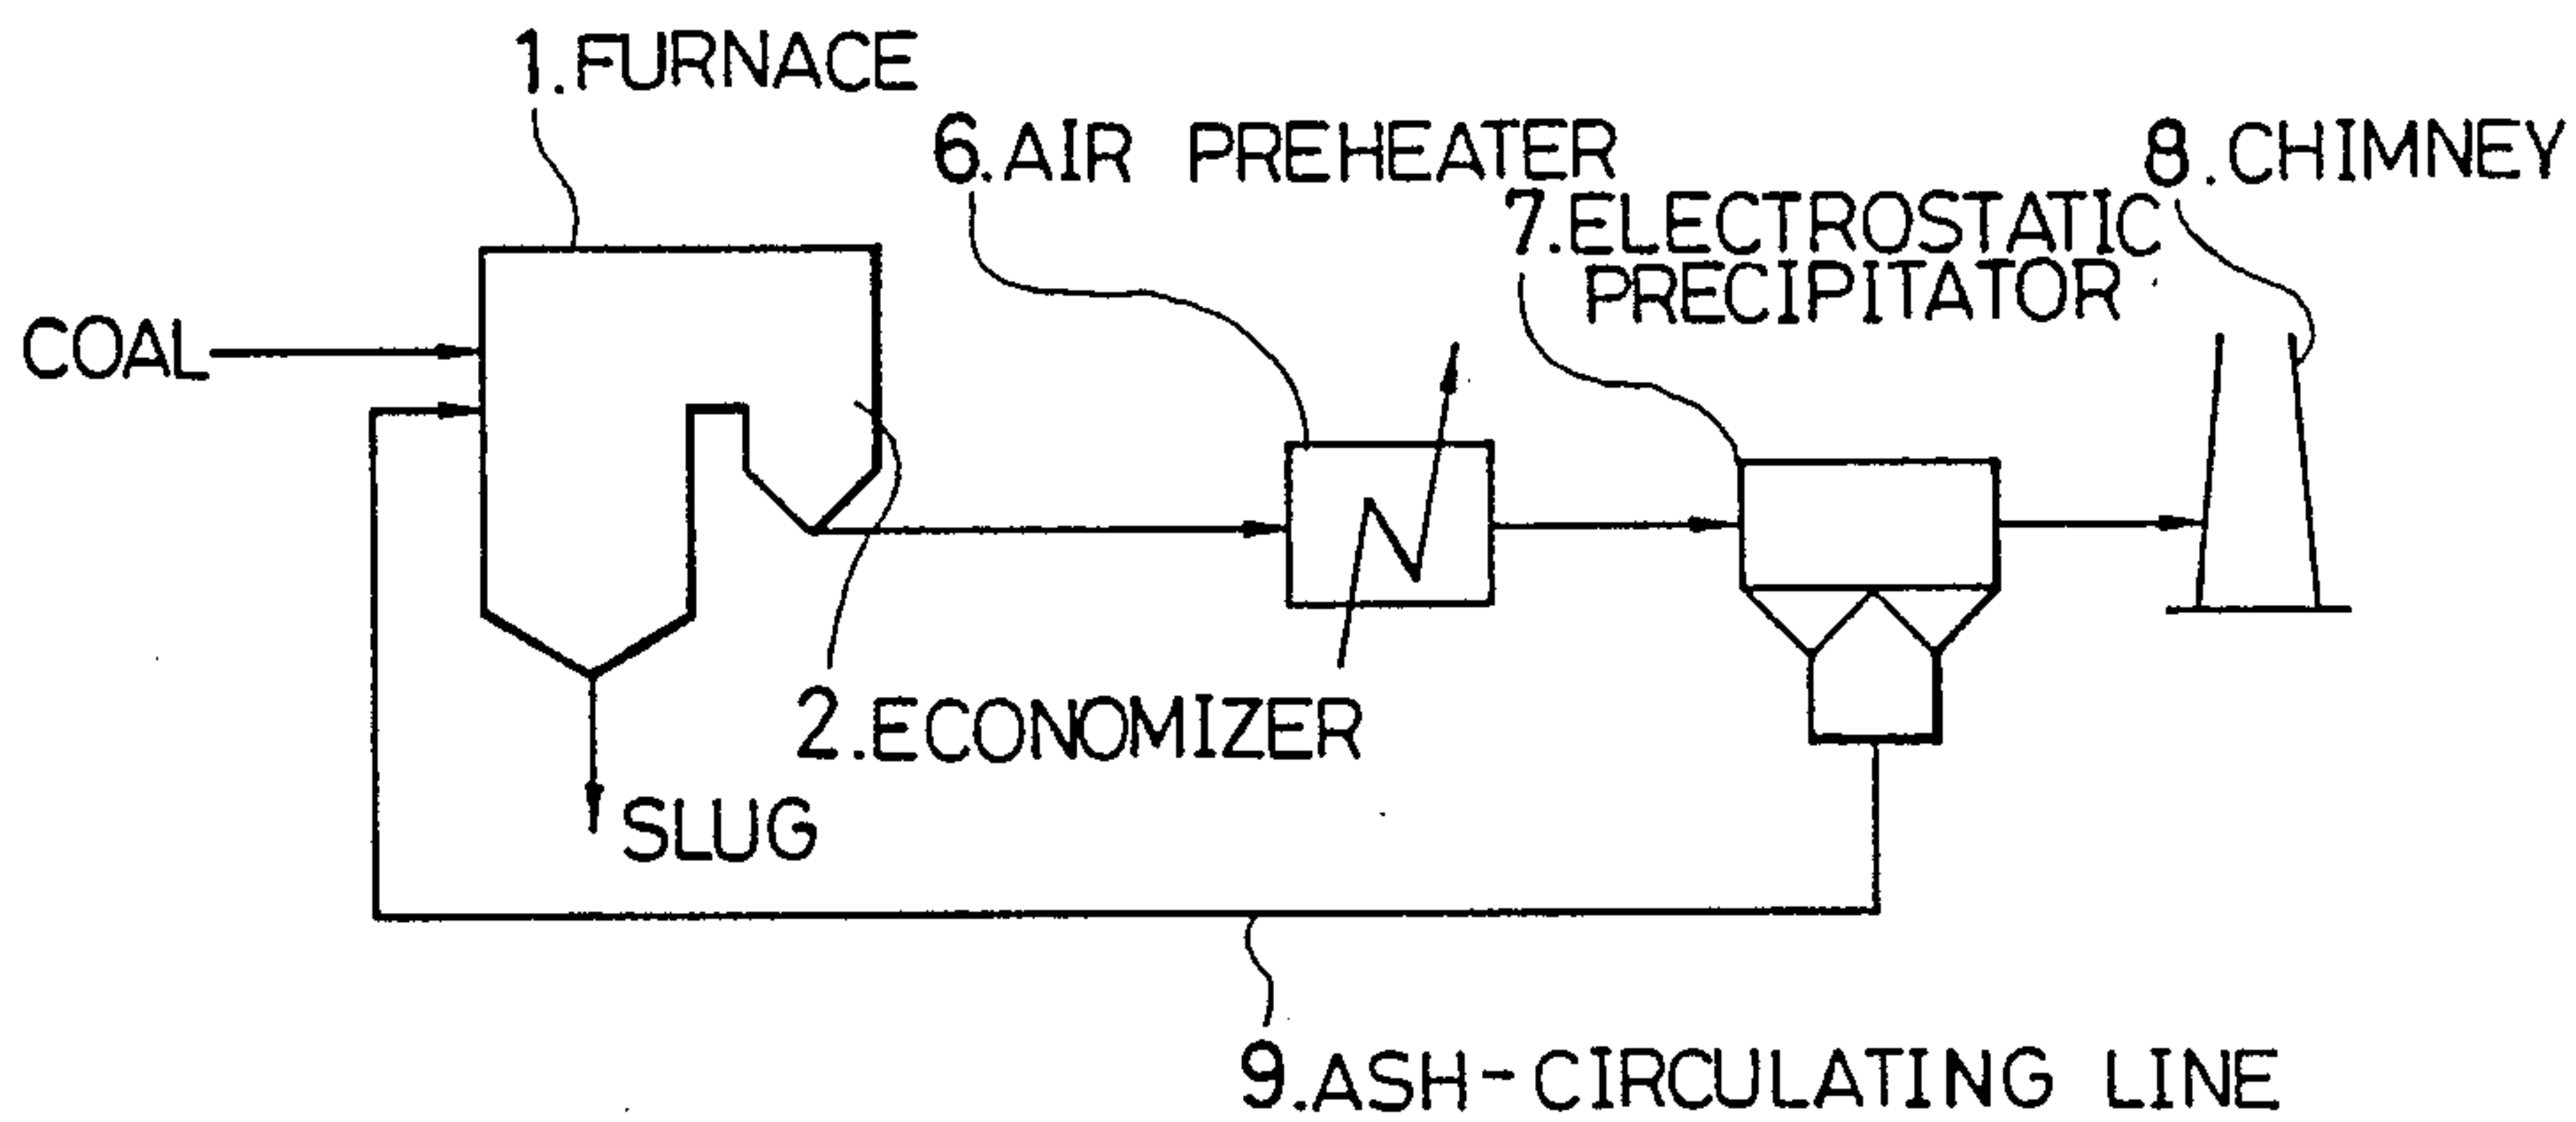 1.FURNACE
6.AIR PREHEATER
8.CHIMNEY
7.ELECTROSTATIC
PRECIPITATOR
COAL
2.ECONOMIZER
SLUG
9.ASH-CIRCULATING LINE